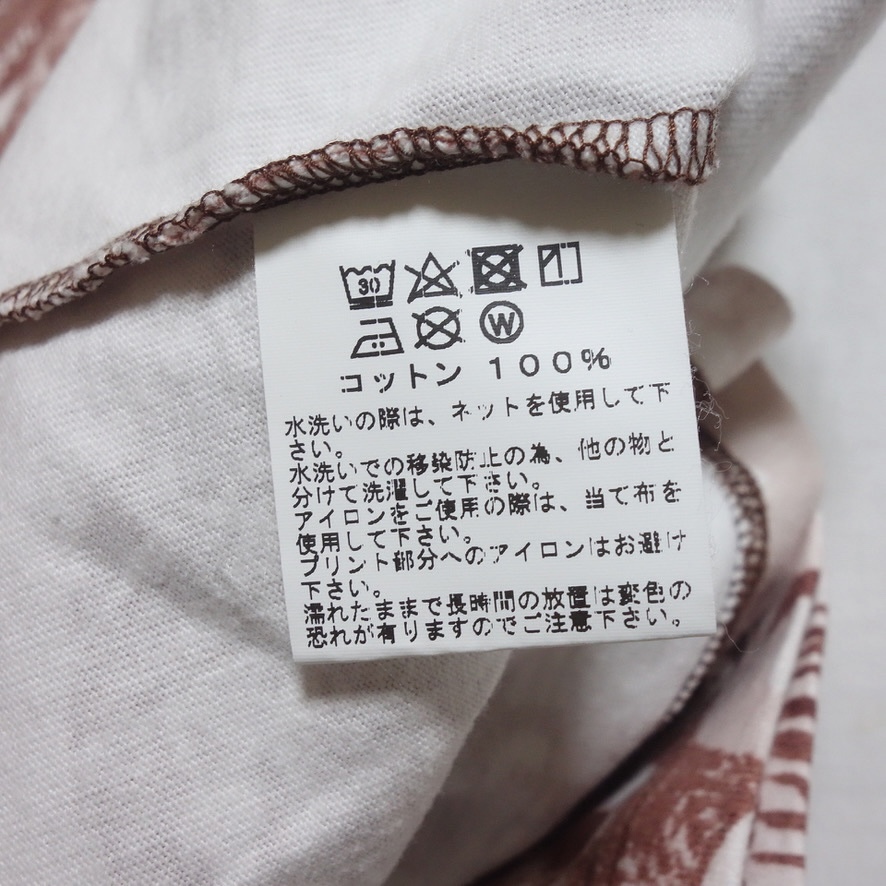 30
W
コットン 100%
水洗いの際は、ネットを使用して下
さい。
水洗いでの移染防止の為、他の物と
分けて洗濯して下さい。
アイロンをご使用の際は、当て布を
使用して下さい。
プリント部分へのアイロンはお避け
下さい。
濡れたままで長時間の放置は変色の
恐れが有りますのでご注意下さい。